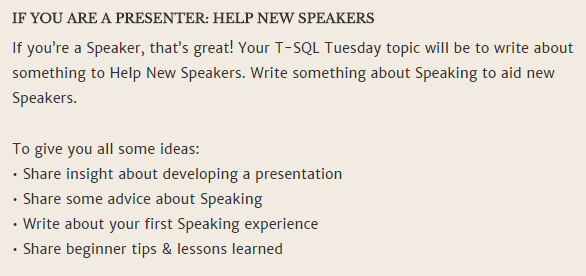 IF YOU ARE A PRESENTER: HELP NEW SPEAKERS
If you're a Speaker, that's great! Your T-SQL Tuesday topic will be to write about
something to Help New Speakers. Write something about Speaking to aid new
Speakers.
To give you all some ideas:
• Share insight about developing a presentation
• Share some advice about Speaking
• Write about your first Speaking experience
• Share beginner tips & lessons learned